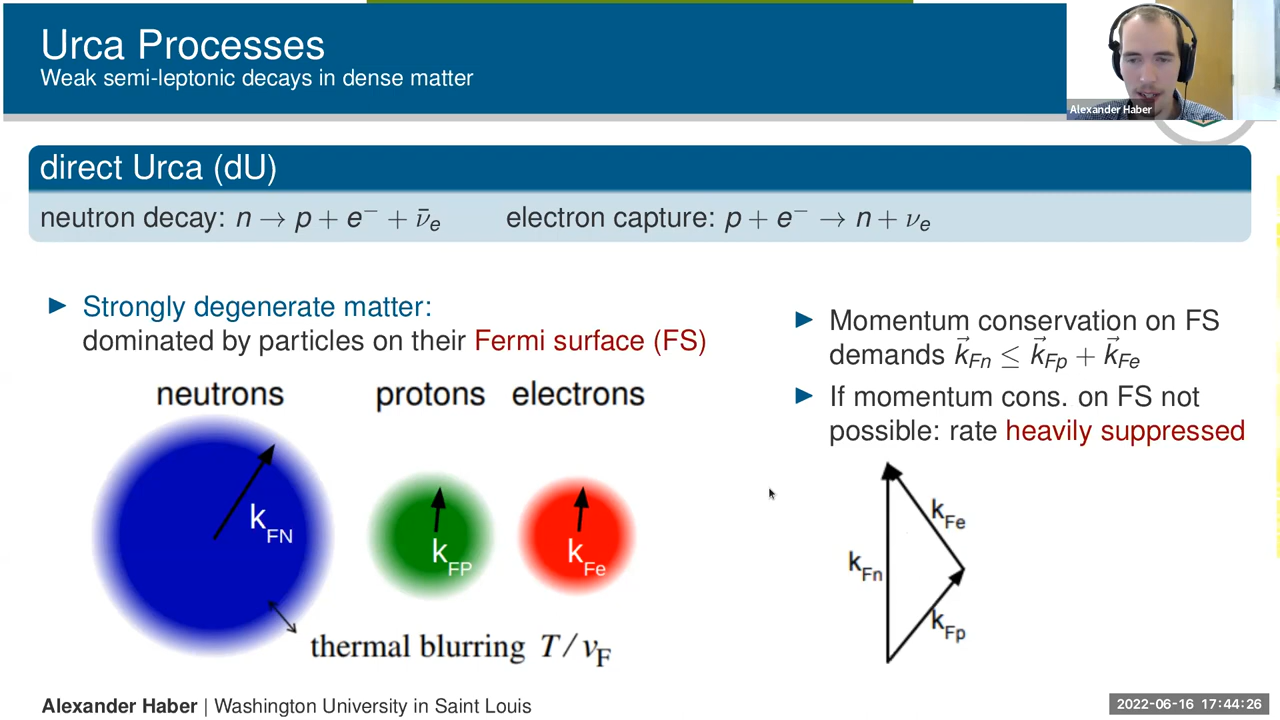 Urca Processes
Weak semi-leptonic decays in dense matter
Alexander Haber
direct Urca (dU)
neutron decay: n → p + e⁻ + ν̄ₑ electron capture: p + e⁻ → n + νₑ
► Strongly degenerate matter:
dominated by particles on their Fermi surface (FS)
neutrons protons electrons
k_FN
k_FP
k_Fe
thermal blurring T/v_F
► Momentum conservation on FS
demands k⃗_Fn ≤ k⃗_Fp + k⃗_Fe
► If momentum cons. on FS not
possible: rate heavily suppressed
k_Fe
k_Fn
k_Fp
Alexander Haber | Washington University in Saint Louis
2022-06-16 17:44:26